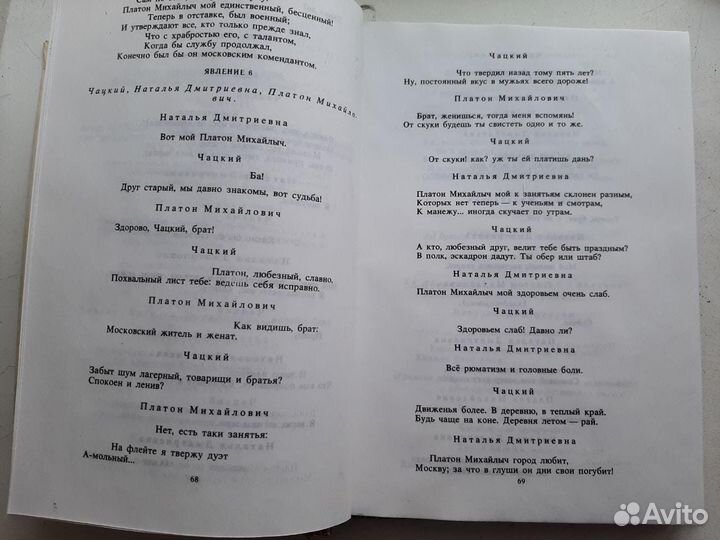 Платон Михайлыч мой единственный, бесценный!
Теперь в отставке, был военный;
И утверждают все, кто только прежде знал,
Что с храбростью его, с талантом,
Когда бы службу продолжал,
Конечно был бы он московским комендантом.
ЯВЛЕНИЕ 6
Чацкий, Наталья Дмитриевна, Платон Михайло-
вич.
Наталья Дмитриевна
Вот мой Платон Михайлыч.
Чацкий
Ба!
Друг старый, мы давно знакомы, вот судьба!
Платон Михайлович
Здорово, Чацкий, брат!
Чацкий
Платон, любезный, славно.
Похвальный лист тебе: ведешь себя исправно.
Платон Михайлович
Как видишь, брат:
Московский житель и женат.
Чацкий
Забыт шум лагерный, товарищи и братья?
Спокоен и ленив?
Платон Михайлович
Нет, есть таки занятья:
На флейте я твержу дуэт
А-мольный...
68
Чацкий
Что твердил назад тому пять лет?
Ну, постоянный вкус в мужьях всего дороже!
Платон Михайлович
Брат, женишься, тогда меня вспомянь!
От скуки будешь ты свистеть одно и то же.
Чацкий
От скуки! как? уж ты ей платишь дань?
Наталья Дмитриевна
Платон Михайлыч мой к занятьям склонен разным,
Которых нет теперь — к ученьям и смотрам,
К манежу... иногда скучает по утрам.
Чацкий
А кто, любезный друг, велит тебе быть праздным?
В полк, эскадрон дадут. Ты обер или штаб?
Наталья Дмитриевна
Платон Михайлыч мой здоровьем очень слаб.
Чацкий
Здоровьем слаб! Давно ли?
Наталья Дмитриевна
Всё рюматизм и головные боли.
Чацкий
Движенья более. В деревню, в теплый край.
Будь чаще на коне. Деревня летом — рай.
Наталья Дмитриевна
Платон Михайлыч город любит,
Москву; за что в глуши он дни свои погубит!
69
Avito